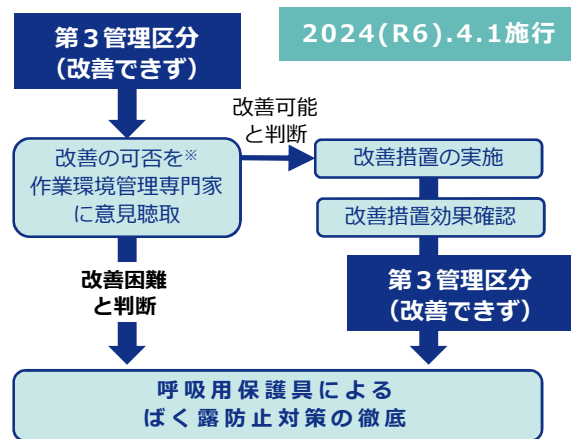 第３管理区分
（改善できず）
2024(R6).4.1施行
改善可能
と判断
改善の可否を※
作業環境管理専門家
に意見聴取
改善措置の実施
改善措置効果確認
改善困難
と判断
第３管理区分
（改善できず）
呼吸用保護具による
ばく露防止対策の徹底